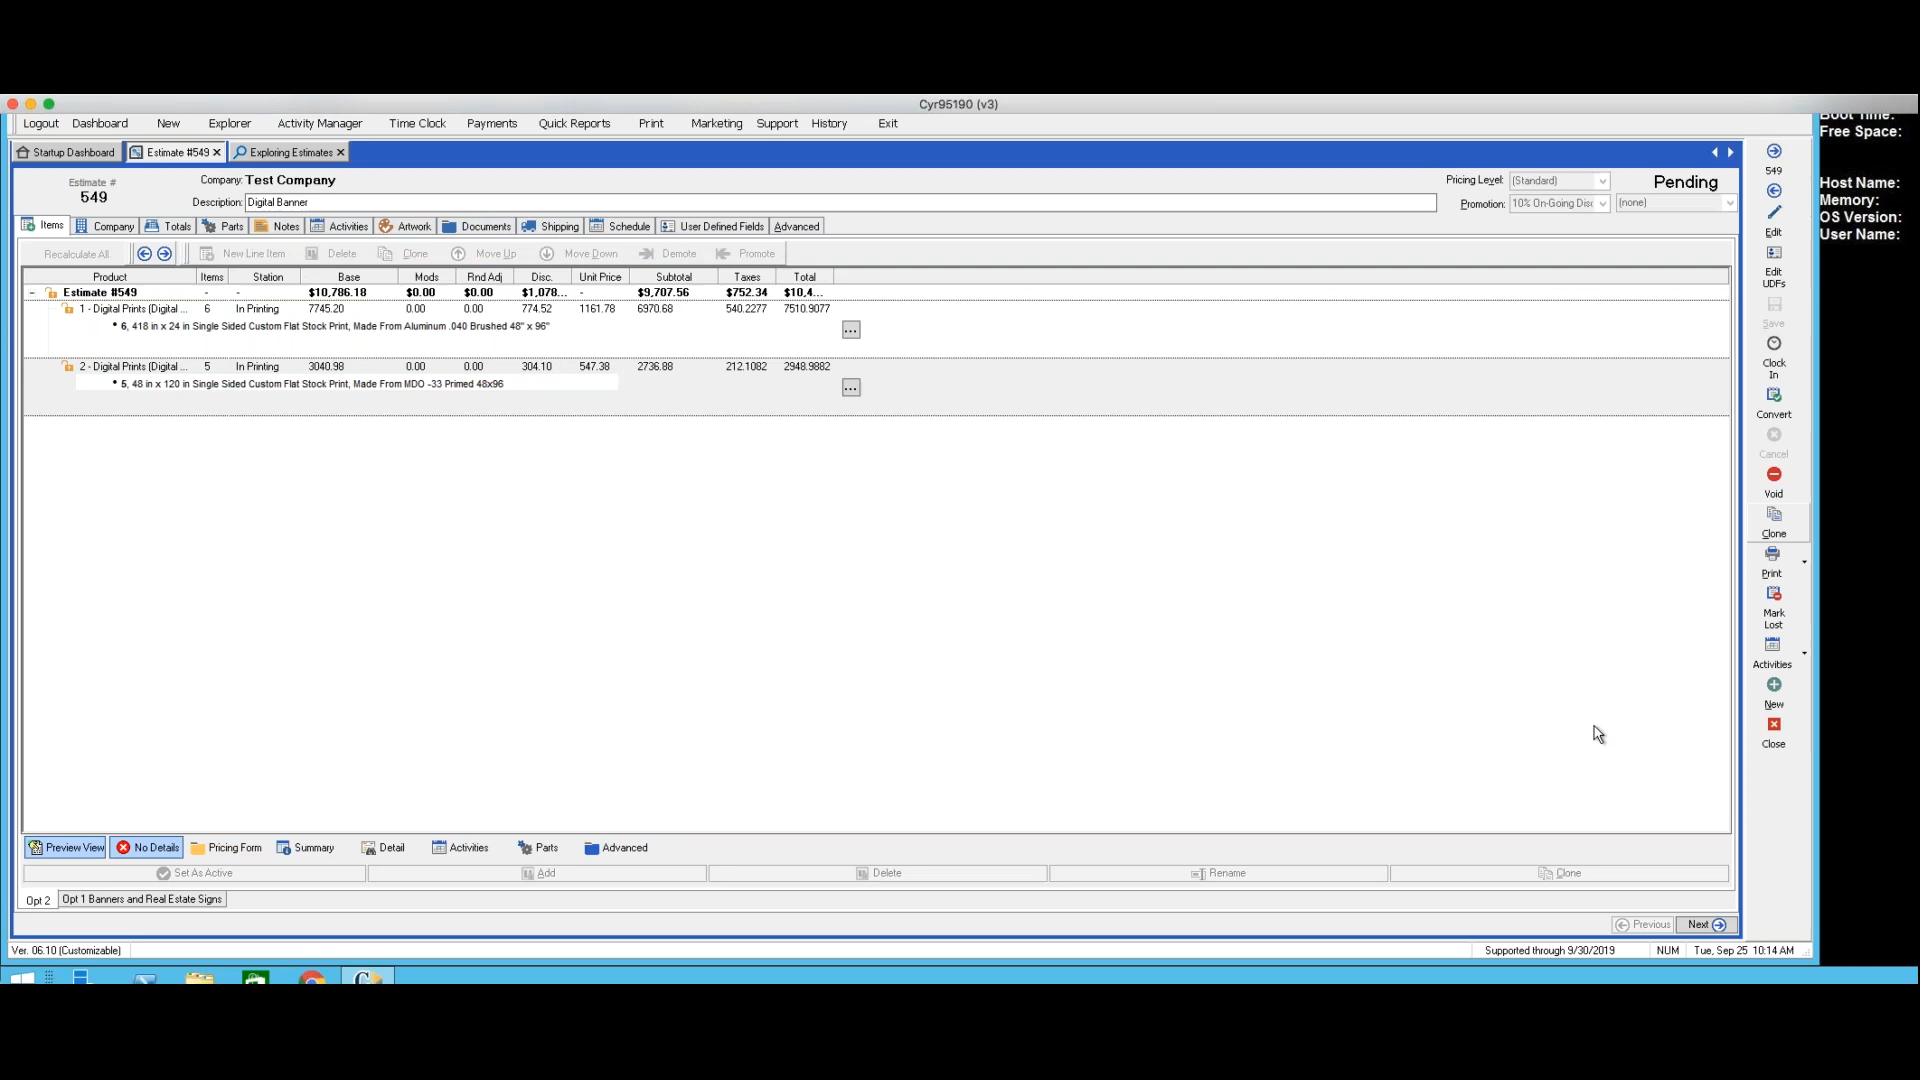 Cyr95190 (v3)
Logout Dashboard New Explorer Activity Manager Time Clock Payments Quick Reports Print Marketing Support History Exit
Boot Time:
Free Space:
Host Name:
Memory:
OS Version:
User Name:
Startup Dashboard Estimate #549 Exploring Estimates
Estimate #
549
Company: Test Company
Description: Digital Banner
Pricing Level: (Standard)
Pending
Promotion: 10% On-Going Disc (none)
Items Company Totals Parts Notes Activities Artwork Documents Shipping Schedule User Defined Fields Advanced
Recalculate All New Line Item Delete Clone Move Up Move Down Demote Promote
Product Items Station Base Mods Rnd Adj Disc. Unit Price Subtotal Taxes Total
- Estimate #549 - - $10,786.18 $0.00 $0.00 $1,078... - $9,707.56 $752.34 $10,4...
1 - Digital Prints (Digital ... 6 In Printing 7745.20 0.00 0.00 774.52 1161.78 6970.68 540.2277 7510.9077
• 6, 418 in x 24 in Single Sided Custom Flat Stock Print, Made From Aluminum .040 Brushed 48" x 96"
...
2 - Digital Prints (Digital ... 5 In Printing 3040.98 0.00 0.00 304.10 547.38 2736.88 212.1082 2948.9882
• 5, 48 in x 120 in Single Sided Custom Flat Stock Print, Made From MDO -33 Primed 48x96
...
549
Edit
Edit
UDFs
Save
Clock
In
Convert
Cancel
Void
Clone
Print
Mark
Lost
Activities
New
Close
Preview View No Details Pricing Form Summary Detail Activities Parts Advanced
Set As Active Add Delete Rename Clone
Opt 2 Opt 1 Banners and Real Estate Signs
Previous Next
Ver. 06.10 (Customizable) Supported through 9/30/2019 NUM Tue, Sep 25 10:14 AM